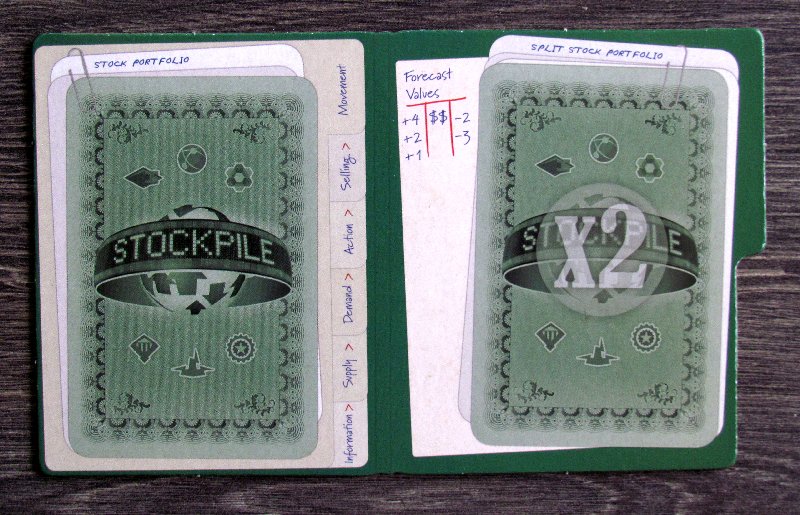 STOCK PORTFOLIO
STOCKPILE
Movement
Selling >
Action >
Demand >
Supply >
Information >
Forecast
Values
+4 $$ -2
+2 -3
+1
SPLIT STOCK PORTFOLIO
STOCKPILE
x2